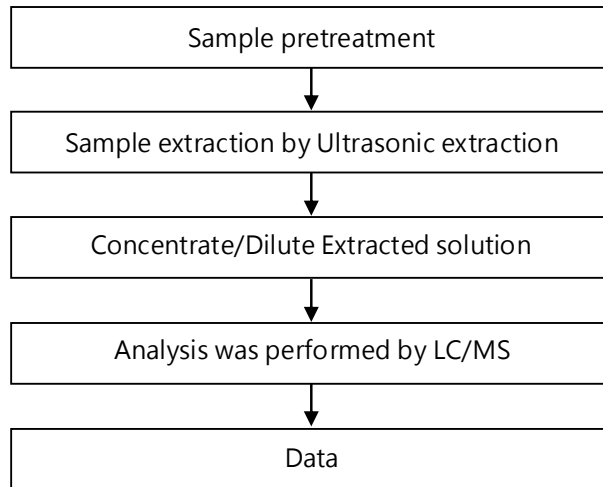 Sample pretreatment
Sample extraction by Ultrasonic extraction
Concentrate/Dilute Extracted solution
Analysis was performed by LC/MS
Data